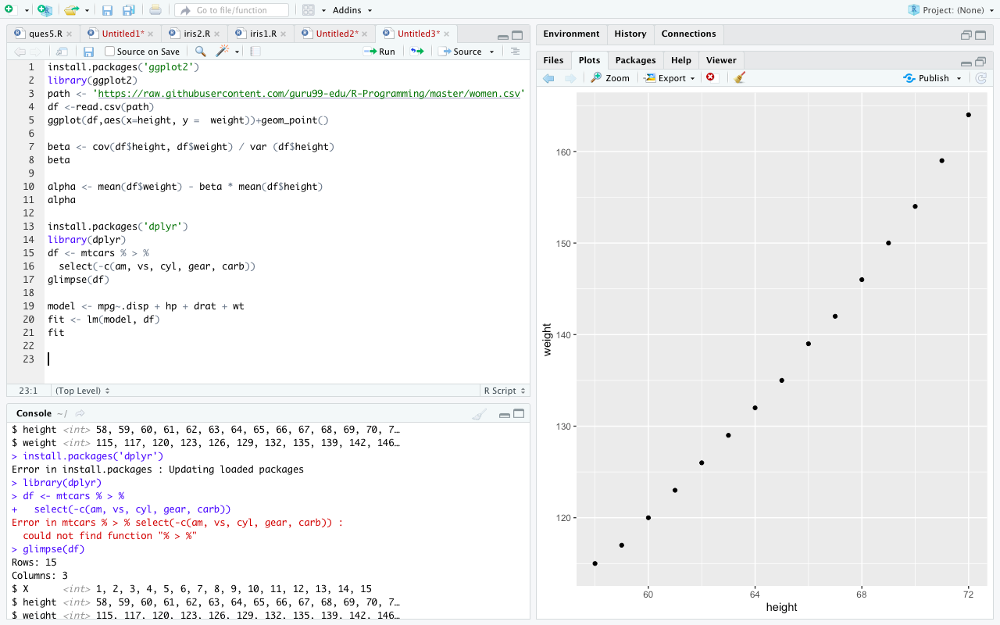 Go to file/function Addins Project: (None)
ques5.R Untitled1* iris2.R iris1.R Untitled2* Untitled3*
Source on Save Run Source
1 install.packages('ggplot2')
2 library(ggplot2)
3 path <- 'https://raw.githubusercontent.com/guru99-edu/R-Programming/master/women.csv'
4 df <-read.csv(path)
5 ggplot(df,aes(x=height, y =  weight))+geom_point()
6
7 beta <- cov(df$height, df$weight) / var (df$height)
8 beta
9
10 alpha <- mean(df$weight) - beta * mean(df$height)
11 alpha
12
13 install.packages('dplyr')
14 library(dplyr)
15 df <- mtcars % > %
16   select(-c(am, vs, cyl, gear, carb))
17 glimpse(df)
18
19 model <- mpg~.disp + hp + drat + wt
20 fit <- lm(model, df)
21 fit
22
23
23:1 (Top Level) R Script
Console ~/
$ height <int> 58, 59, 60, 61, 62, 63, 64, 65, 66, 67, 68, 69, 70, 7…
$ weight <int> 115, 117, 120, 123, 126, 129, 132, 135, 139, 142, 146…
> install.packages('dplyr')
Error in install.packages : Updating loaded packages
> library(dplyr)
> df <- mtcars % > %
+   select(-c(am, vs, cyl, gear, carb))
Error in mtcars % > % select(-c(am, vs, cyl, gear, carb)) :
  could not find function "% > %"
> glimpse(df)
Rows: 15
Columns: 3
$ X      <int> 1, 2, 3, 4, 5, 6, 7, 8, 9, 10, 11, 12, 13, 14, 15
$ height <int> 58, 59, 60, 61, 62, 63, 64, 65, 66, 67, 68, 69, 70, 7…
$ weight <int> 115, 117, 120, 123, 126, 129, 132, 135, 139, 142, 146…
Environment History Connections
Files Plots Packages Help Viewer
Zoom Export Publish
160
150
140
130
120
weight
60 64 68 72
height